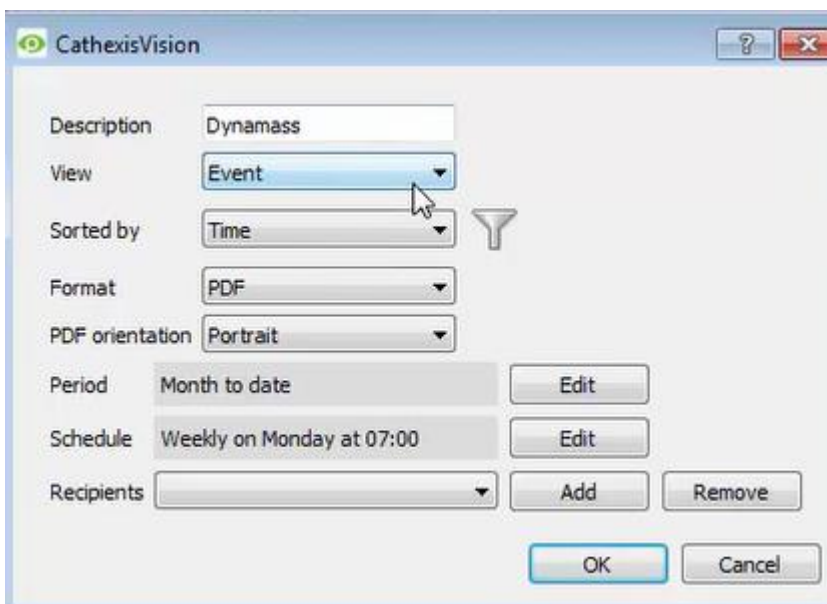 CathexisVision
Description Dynamass
View Event
Sorted by Time
Format PDF
PDF orientation Portrait
Period Month to date Edit
Schedule Weekly on Monday at 07:00 Edit
Recipients Add Remove
OK Cancel